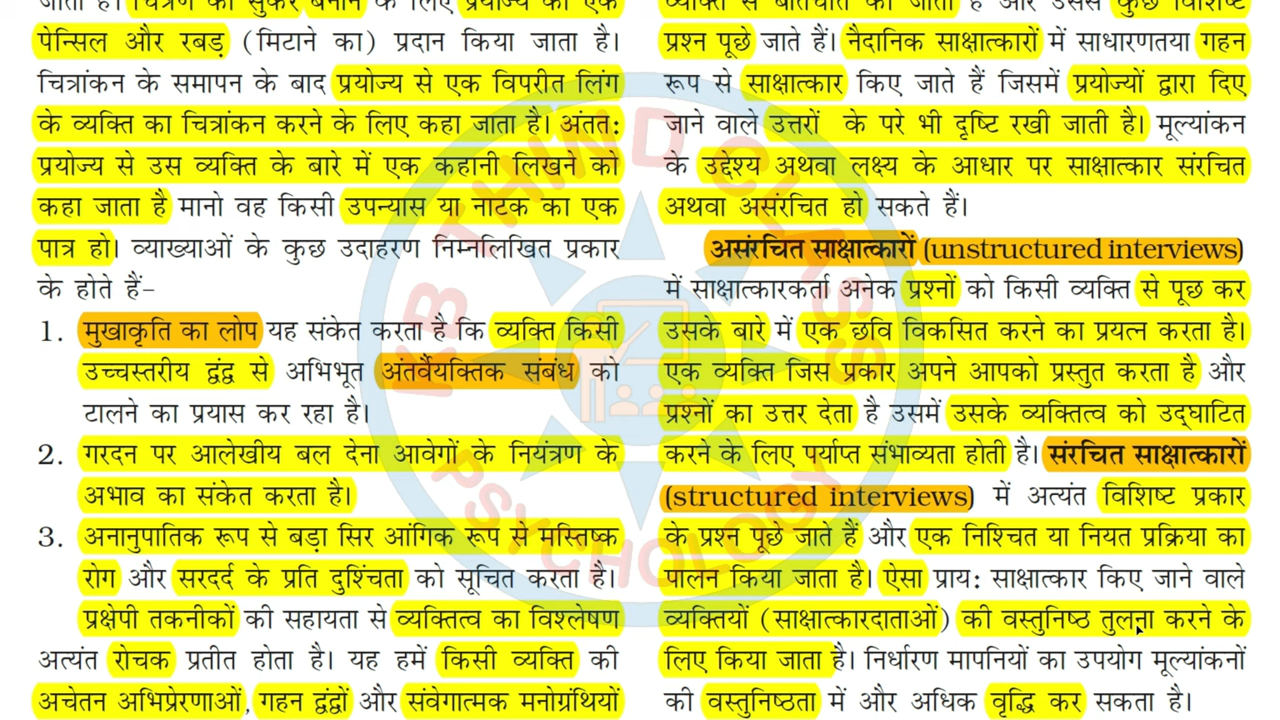 जाता है। चित्रण को सुकर बनाने के लिए प्रयोज्य को एक
पेन्सिल और रबड़ (मिटाने का) प्रदान किया जाता है।
चित्रांकन के समापन के बाद प्रयोज्य से एक विपरीत लिंग
के व्यक्ति का चित्रांकन करने के लिए कहा जाता है। अंतत:
प्रयोज्य से उस व्यक्ति के बारे में एक कहानी लिखने को
कहा जाता है मानो वह किसी उपन्यास या नाटक का एक
पात्र हो। व्याख्याओं के कुछ उदाहरण निम्नलिखित प्रकार
के होते हैं-
1. मुखाकृति का लोप यह संकेत करता है कि व्यक्ति किसी
उच्चस्तरीय द्वंद्व से अभिभूत अंतर्वैयक्तिक संबंध को
टालने का प्रयास कर रहा है।
2. गरदन पर आलेखीय बल देना आवेगों के नियंत्रण के
अभाव का संकेत करता है।
3. अनानुपातिक रूप से बड़ा सिर आंगिक रूप से मस्तिष्क
रोग और सरदर्द के प्रति दुश्चिंता को सूचित करता है।
प्रक्षेपी तकनीकों की सहायता से व्यक्तित्व का विश्लेषण
अत्यंत रोचक प्रतीत होता है। यह हमें किसी व्यक्ति की
अचेतन अभिप्रेरणाओं, गहन द्वंद्वों और संवेगात्मक मनोग्रंथियों
व्यक्ति से बातचीत की जाती है और उससे कुछ विशिष्ट
प्रश्न पूछे जाते हैं। नैदानिक साक्षात्कारों में साधारणतया गहन
रूप से साक्षात्कार किए जाते हैं जिसमें प्रयोज्यों द्वारा दिए
जाने वाले उत्तरों के परे भी दृष्टि रखी जाती है। मूल्यांकन
के उद्देश्य अथवा लक्ष्य के आधार पर साक्षात्कार संरचित
अथवा असंरचित हो सकते हैं।
असंरचित साक्षात्कारों (unstructured interviews)
में साक्षात्कारकर्ता अनेक प्रश्नों को किसी व्यक्ति से पूछ कर
उसके बारे में एक छवि विकसित करने का प्रयत्न करता है।
एक व्यक्ति जिस प्रकार अपने आपको प्रस्तुत करता है और
प्रश्नों का उत्तर देता है उसमें उसके व्यक्तित्व को उद्घाटित
करने के लिए पर्याप्त संभाव्यता होती है। संरचित साक्षात्कारों
(structured interviews) में अत्यंत विशिष्ट प्रकार
के प्रश्न पूछे जाते हैं और एक निश्चित या नियत प्रक्रिया का
पालन किया जाता है। ऐसा प्राय: साक्षात्कार किए जाने वाले
व्यक्तियों (साक्षात्कारदाताओं) की वस्तुनिष्ठ तुलना करने के
लिए किया जाता है। निर्धारण मापनियों का उपयोग मूल्यांकनों
की वस्तुनिष्ठता में और अधिक वृद्धि कर सकता है।
KB THIND CLASS
PSYCHOLOGY